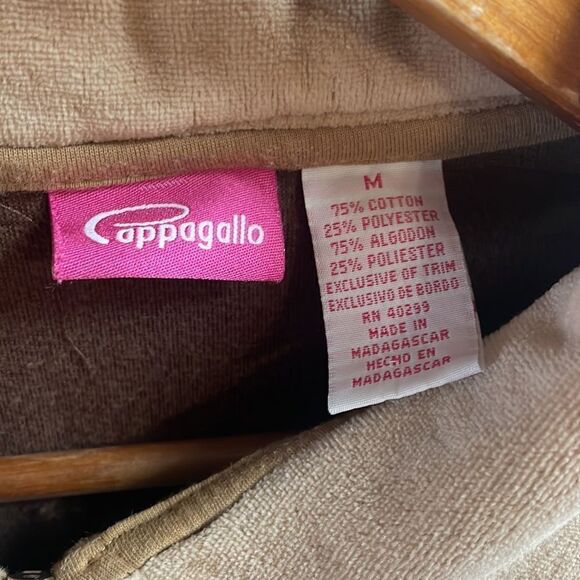 Pappagallo
M
75% COTTON
25% POLYESTER
75% ALGODON
25% POLIESTER
EXCLUSIVE OF TRIM
EXCLUSIVO DE BORDO
RN 40299
MADE IN
MADAGASCAR
HECHO EN
MADAGASCAR